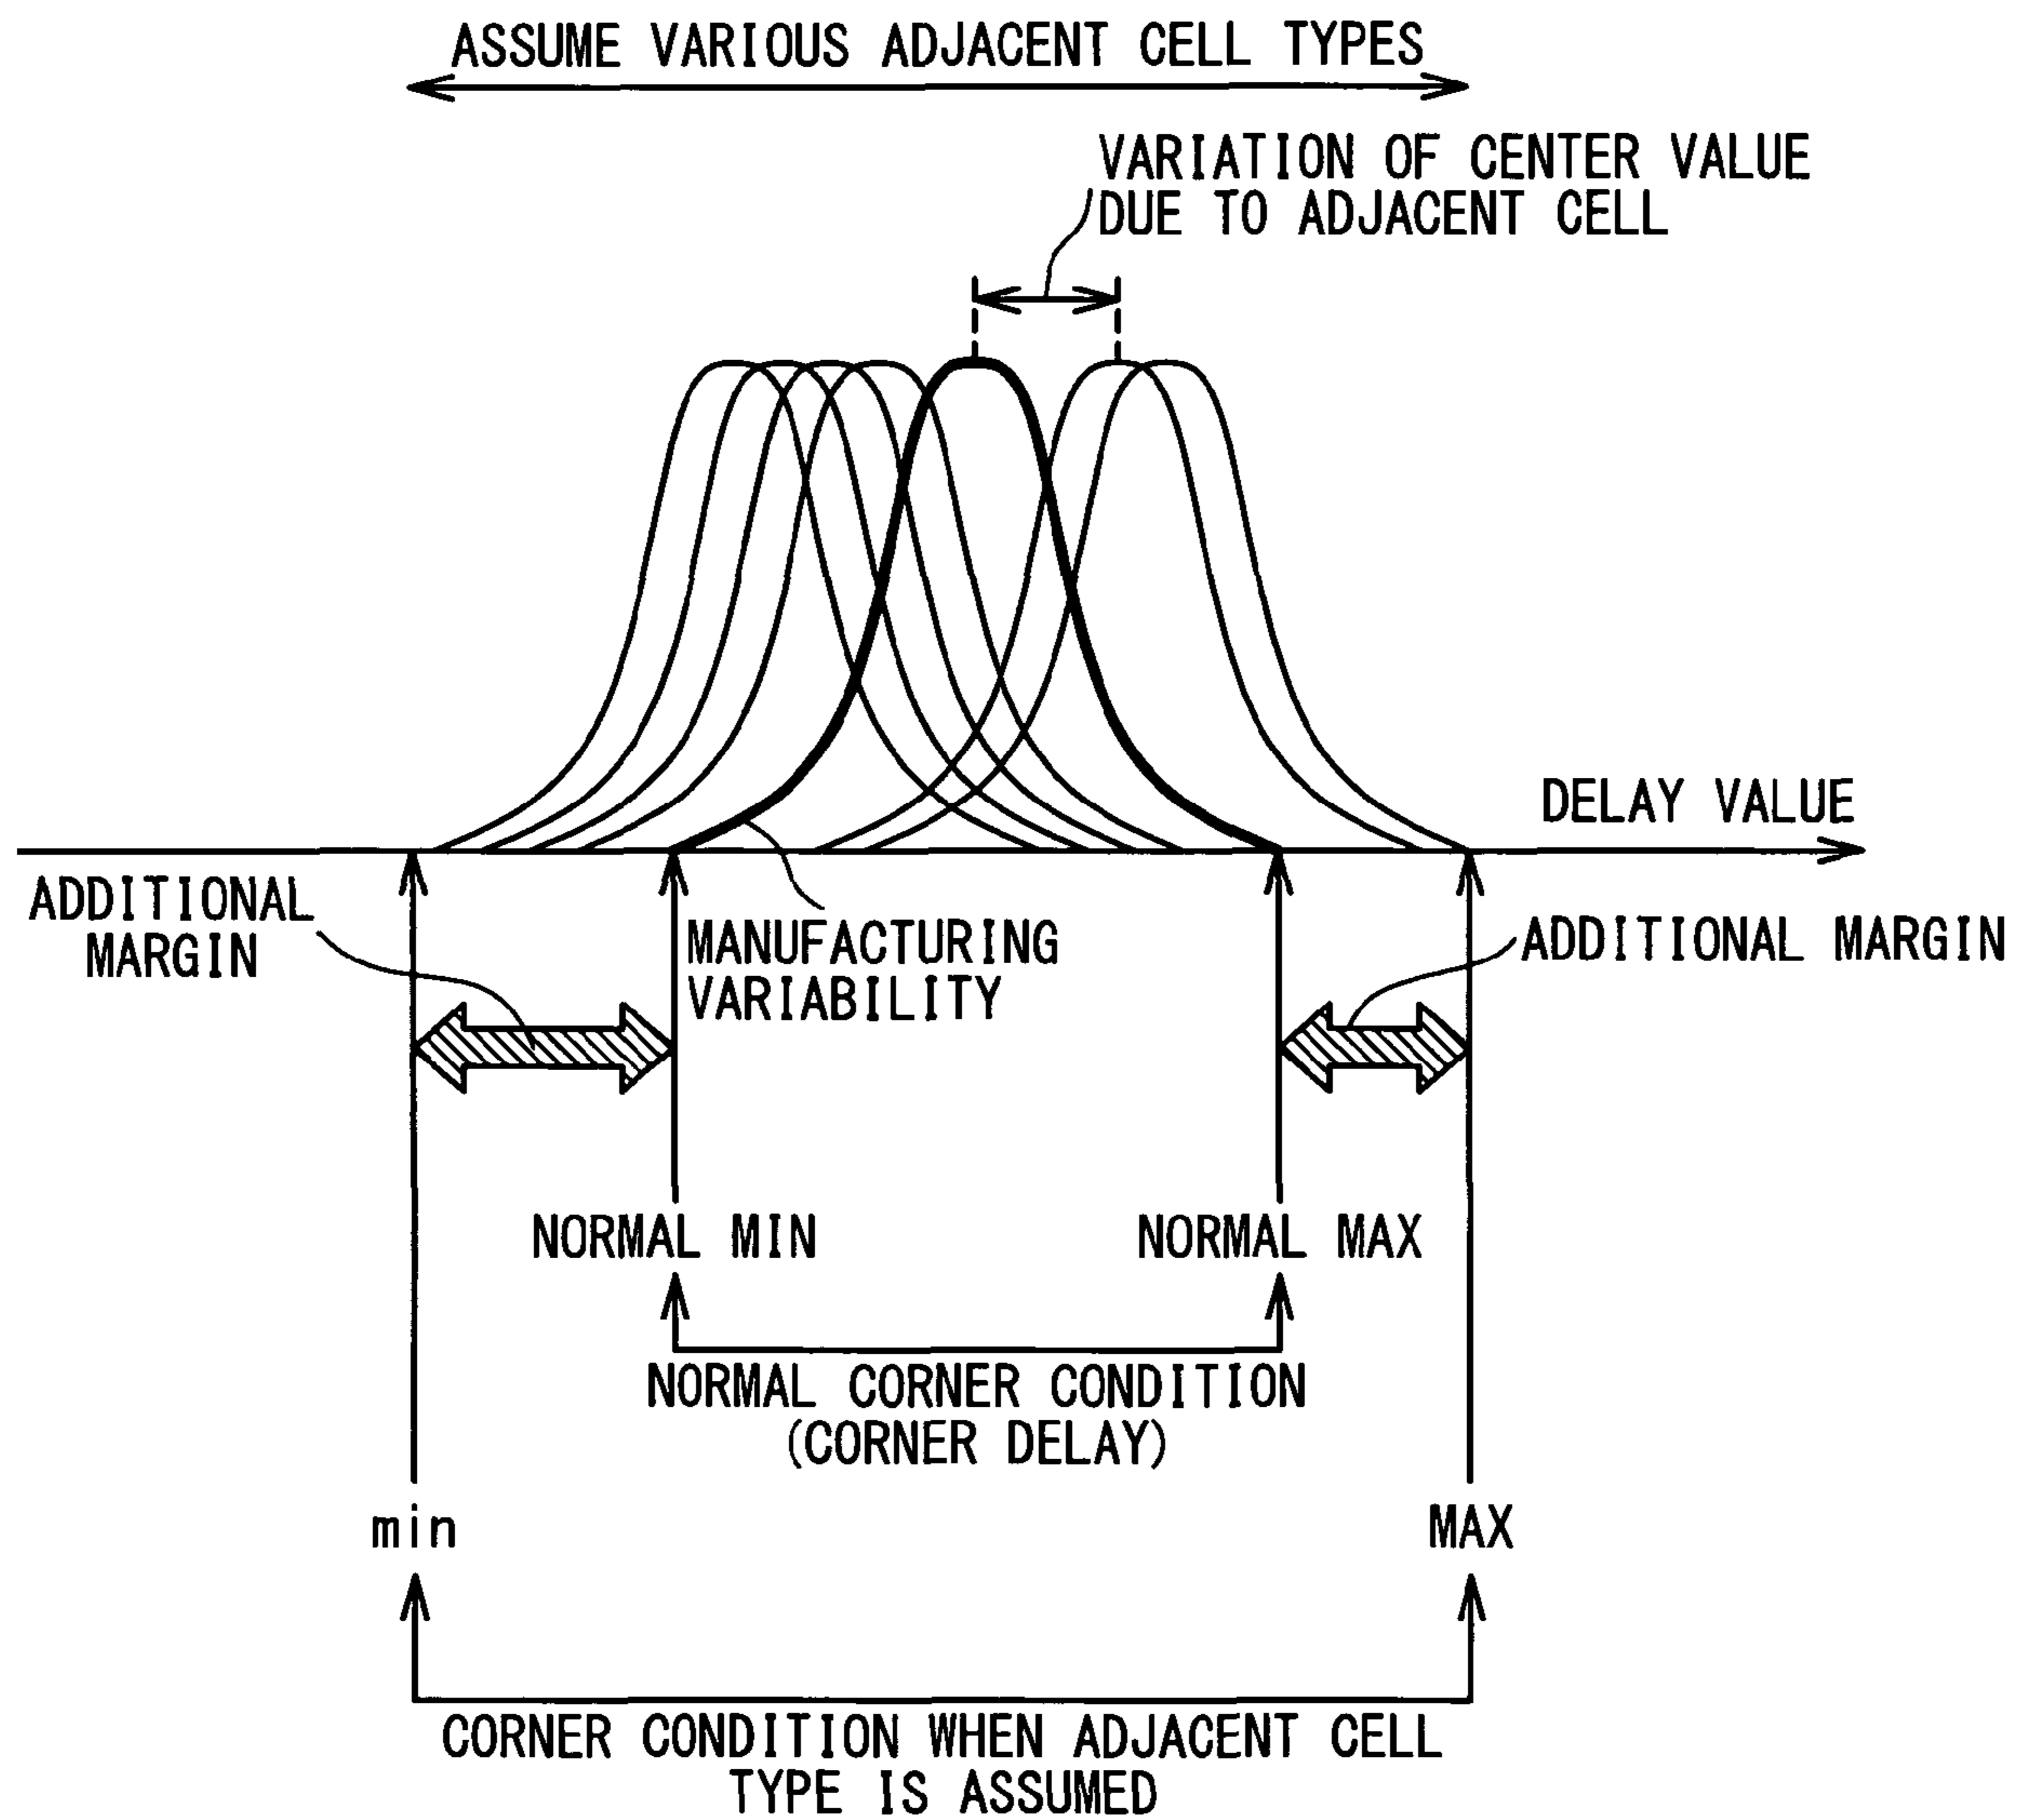 ASSUME VARIOUS ADJACENT CELL TYPES
VARIATION OF CENTER VALUE
DUE TO ADJACENT CELL
DELAY VALUE
ADDITIONAL
MARGIN
MANUFACTURING
VARIABILITY
ADDITIONAL MARGIN
NORMAL MIN
NORMAL MAX
NORMAL CORNER CONDITION
(CORNER DELAY)
min
MAX
CORNER CONDITION WHEN ADJACENT CELL
TYPE IS ASSUMED